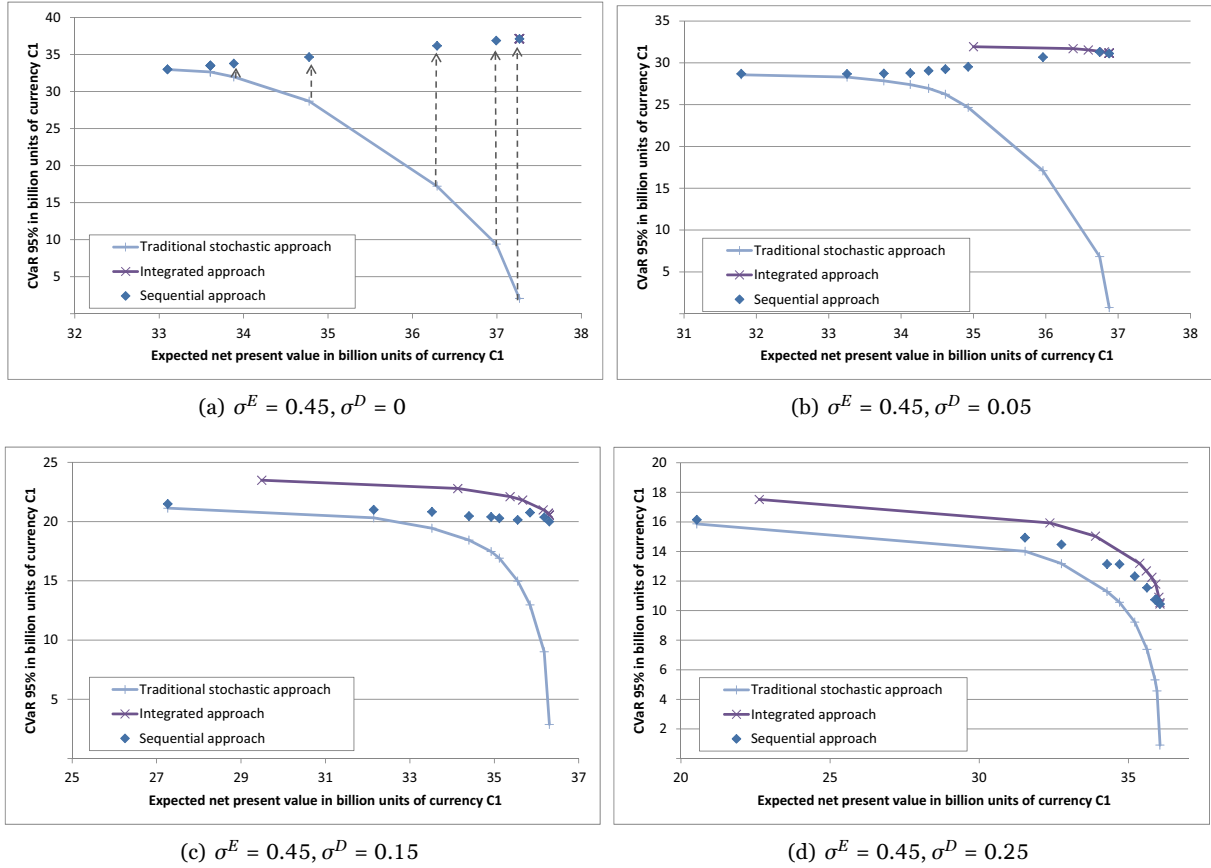 CVaR 95% in billion units of currency C1
40
35
30
25
20
15
10
5
Traditional stochastic approach
Integrated approach
Sequential approach
32 33 34 35 36 37 38
Expected net present value in billion units of currency C1
(a) σ^E = 0.45, σ^D = 0
CVaR 95% in billion units of currency C1
35
30
25
20
15
10
5
Traditional stochastic approach
Integrated approach
Sequential approach
31 32 33 34 35 36 37 38
Expected net present value in billion units of currency C1
(b) σ^E = 0.45, σ^D = 0.05
CVaR 95% in billion units of currency C1
25
20
15
10
5
Traditional stochastic approach
Integrated approach
Sequential approach
25 27 29 31 33 35 37
Expected net present value in billion units of currency C1
(c) σ^E = 0.45, σ^D = 0.15
CVaR 95% in billion units of currency C1
20
18
16
14
12
10
8
6
4
2
Traditional stochastic approach
Integrated approach
Sequential approach
20 25 30 35
Expected net present value in billion units of currency C1
(d) σ^E = 0.45, σ^D = 0.25